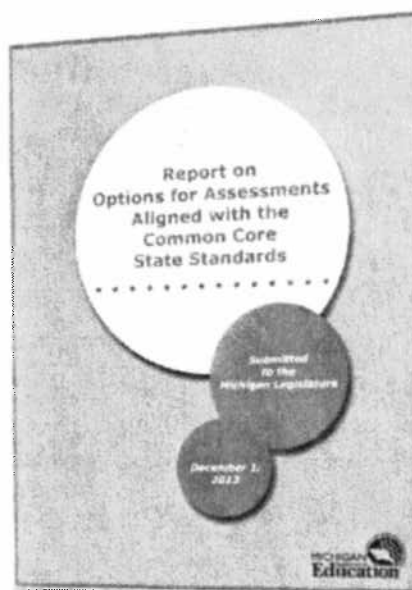 Report on
Options for Assessments
Aligned with the
Common Core
State Standards
Submitted
to the
Michigan Legislature
December 1,
2013
MICHIGAN
Education